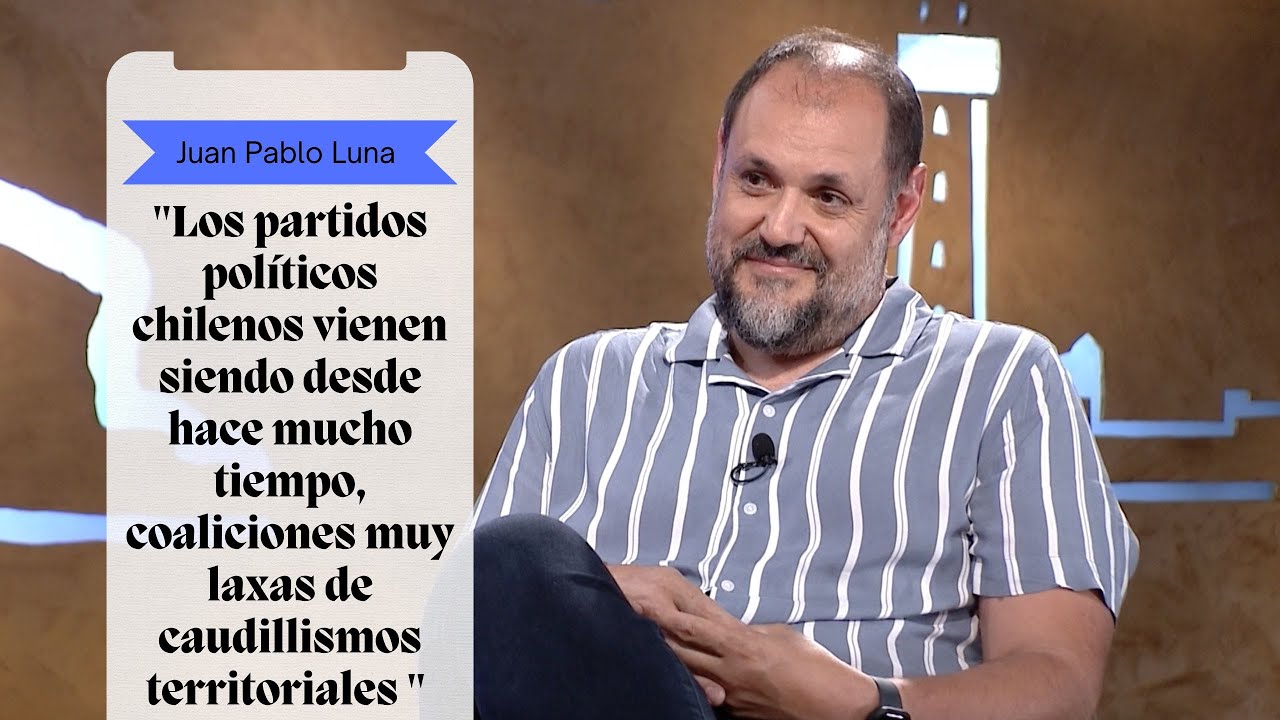 Juan Pablo Luna
"Los partidos
políticos
chilenos vienen
siendo desde
hace mucho
tiempo,
coaliciones muy
laxas de
caudillismos
territoriales "